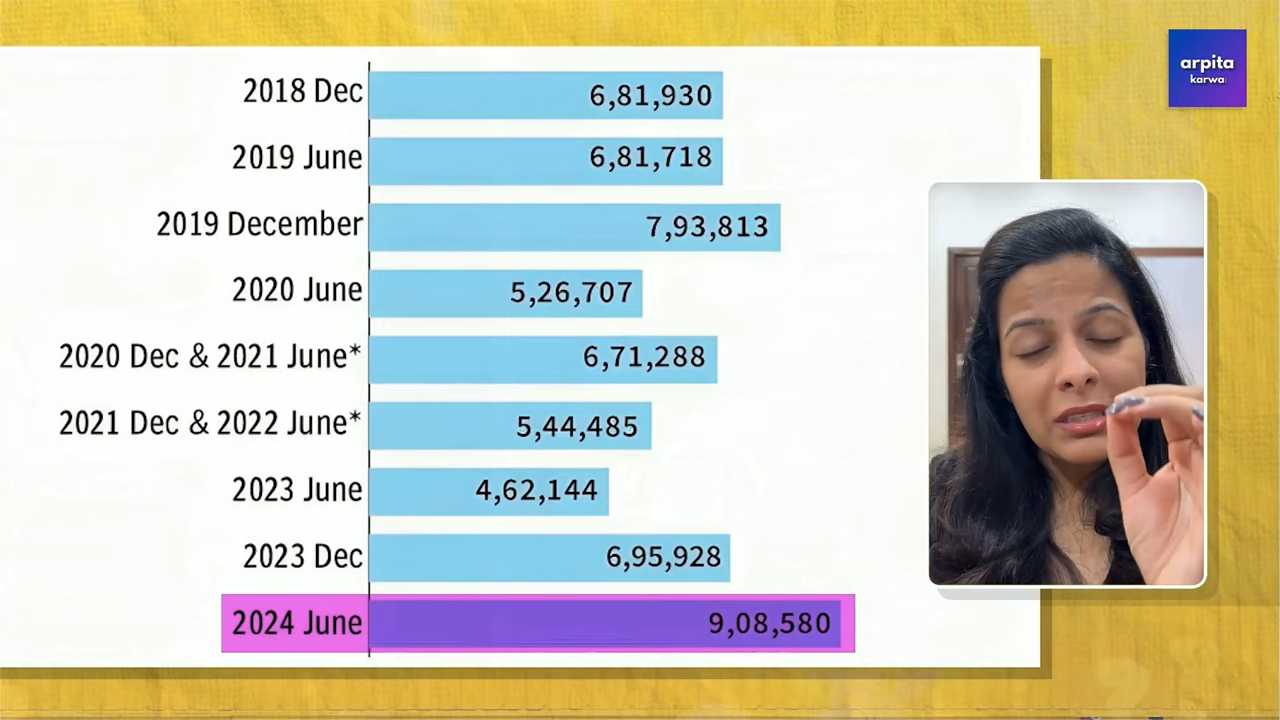 2018 Dec 6,81,930
2019 June 6,81,718
2019 December 7,93,813
2020 June 5,26,707
2020 Dec & 2021 June* 6,71,288
2021 Dec & 2022 June* 5,44,485
2023 June 4,62,144
2023 Dec 6,95,928
2024 June 9,08,580
arpita
karwa